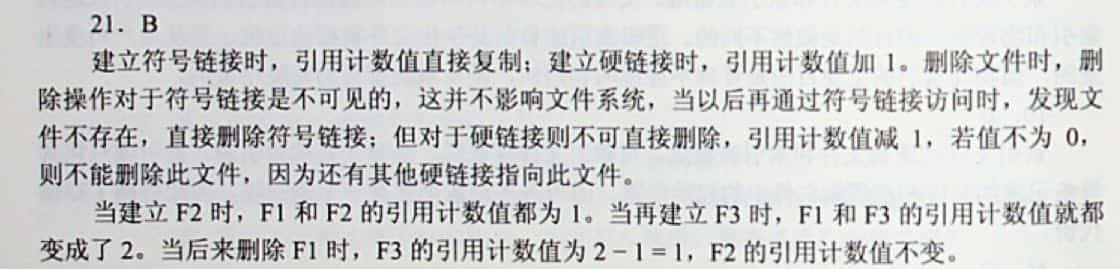 21. B
建立符号链接时，引用计数值直接复制；建立硬链接时，引用计数值加 1。删除文件时，删
除操作对于符号链接是不可见的，这并不影响文件系统，当以后再通过符号链接访问时，发现文
件不存在，直接删除符号链接；但对于硬链接则不可直接删除，引用计数值减 1，若值不为 0，
则不能删除此文件，因为还有其他硬链接指向此文件。
当建立 F2 时，F1 和 F2 的引用计数值都为 1。当再建立 F3 时，F1 和 F3 的引用计数值就都
变成了 2。当后来删除 F1 时，F3 的引用计数值为 2 − 1 = 1，F2 的引用计数值不变。